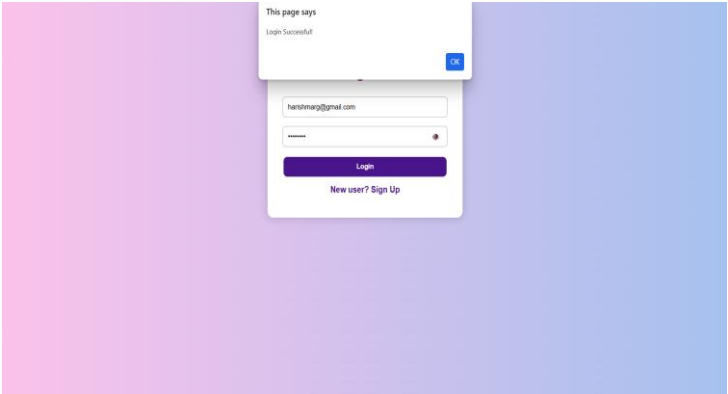 This page says
Login Successful!
OK
harishmarg@gmail.com
••••••••
Login
New user? Sign Up